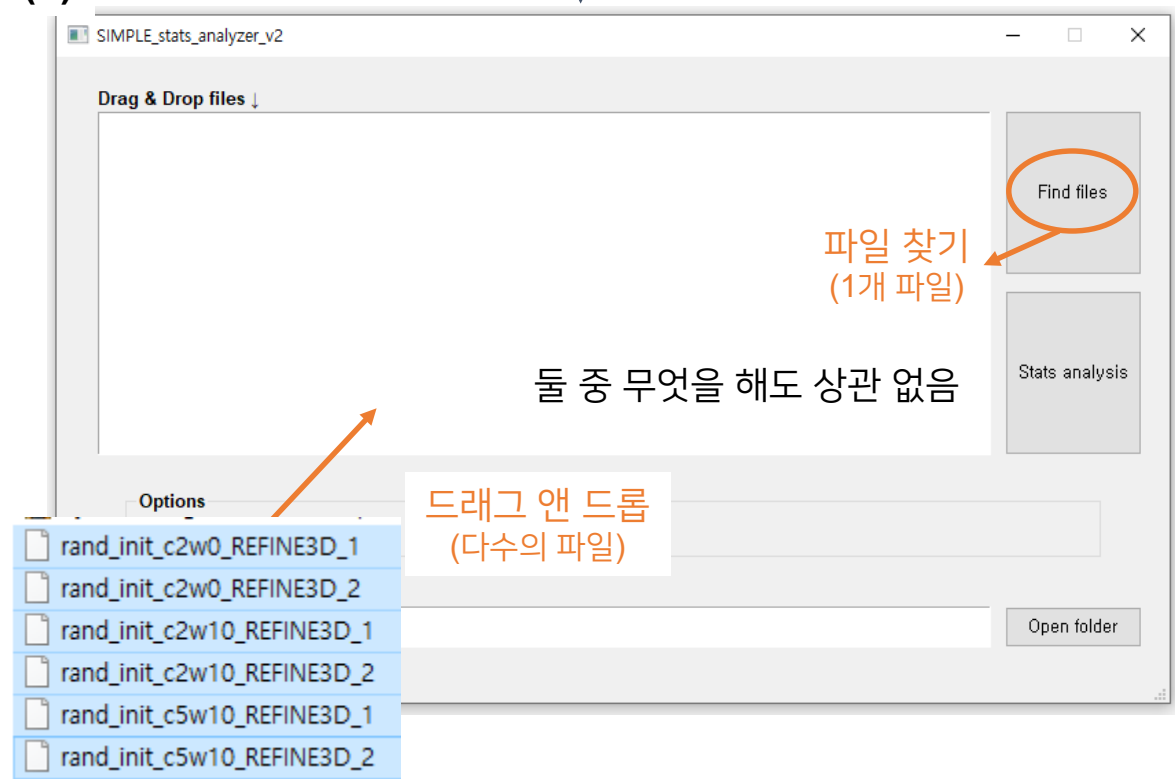 SIMPLE_stats_analyzer_v2
Drag & Drop files ↓
Find files
파일 찾기
(1개 파일)
둘 중 무엇을 해도 상관 없음
Stats analysis
드래그 앤 드롭
(다수의 파일)
Options
rand_init_c2w0_REFINE3D_1
rand_init_c2w0_REFINE3D_2
rand_init_c2w10_REFINE3D_1
rand_init_c2w10_REFINE3D_2
rand_init_c5w10_REFINE3D_1
rand_init_c5w10_REFINE3D_2
Open folder